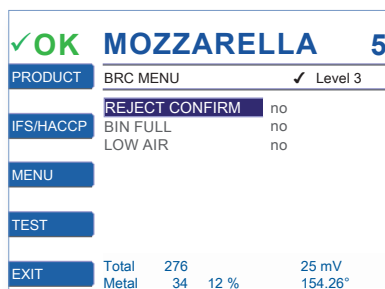 ✓OK MOZZARELLA 5
PRODUCT BRC MENU ✓ Level 3
REJECT CONFIRM no
IFS/HACCP BIN FULL no
LOW AIR no
MENU
TEST
EXIT Total 276 25 mV
Metal 34 12 % 154.26°